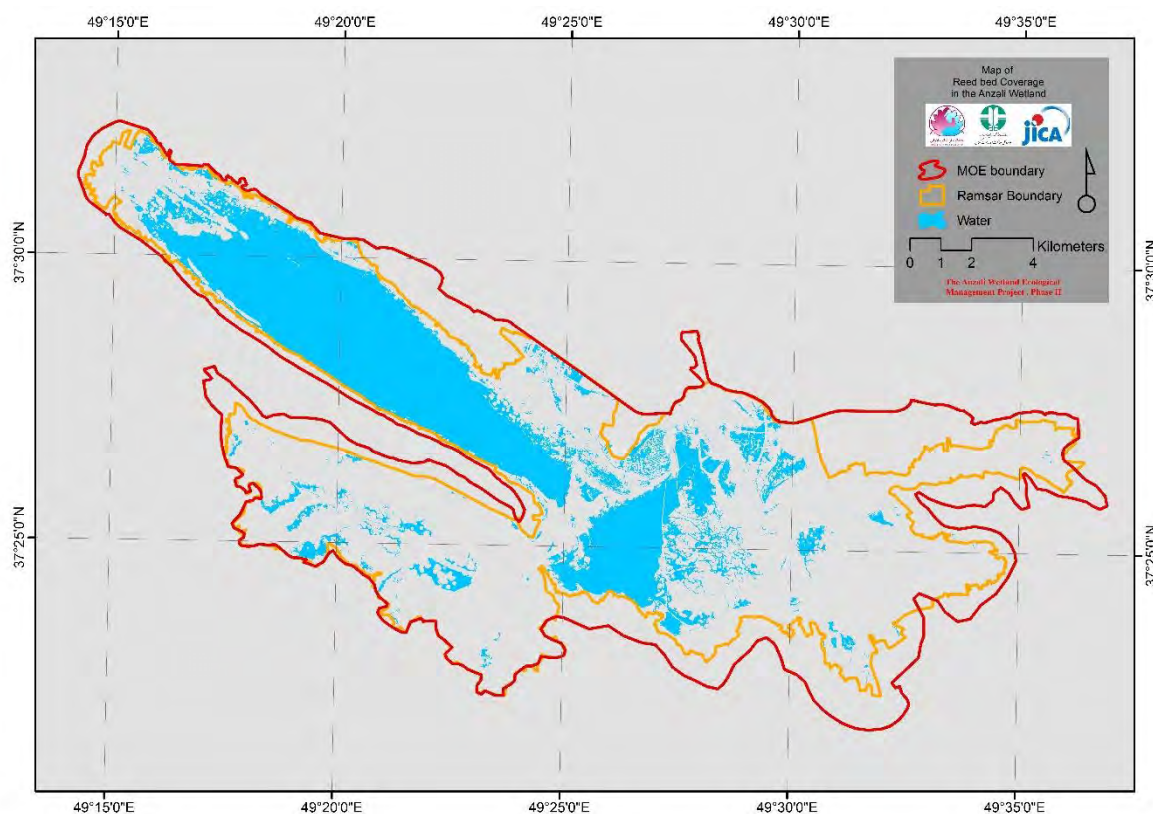 49°15'0"E 49°20'0"E 49°25'0"E 49°30'0"E 49°35'0"E
Map of
Reed bed Coverage
in the Anzali Wetland
JICA
MOE boundary
Ramsar Boundary
Water
Kilometers
0 1 2 4
The Anzali Wetland Ecological
Management Project , Phase II
37°30'0"N 37°30'0"N
37°25'0"N 37°25'0"N
49°15'0"E 49°20'0"E 49°25'0"E 49°30'0"E 49°35'0"E